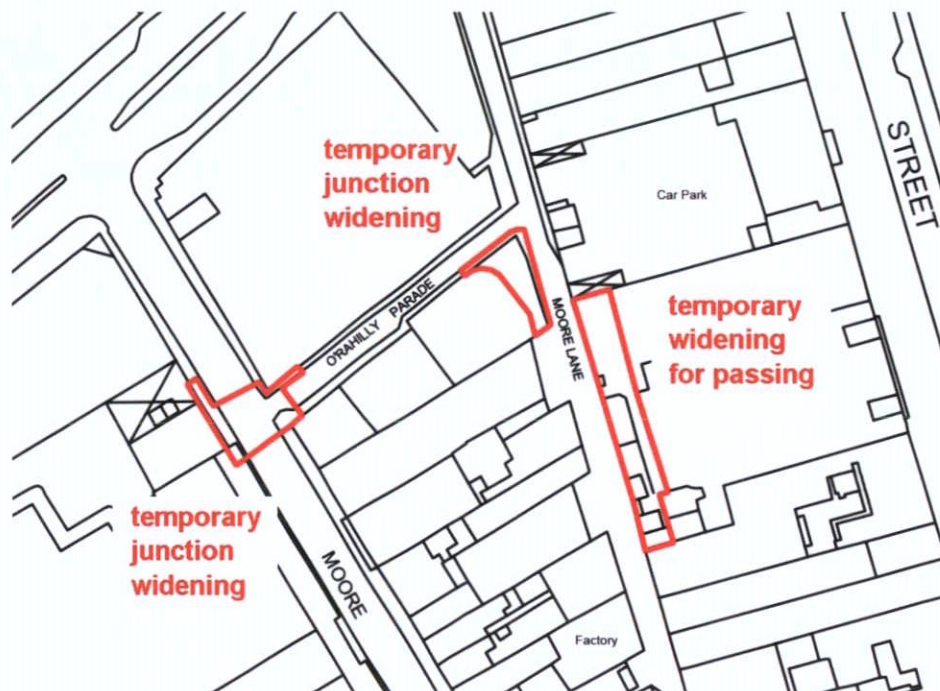 temporary
junction
widening
Car Park
STREET
O'RAHILLY PARADE
MOORE LANE
temporary
widening
for passing
temporary
junction
widening
MOORE
Factory